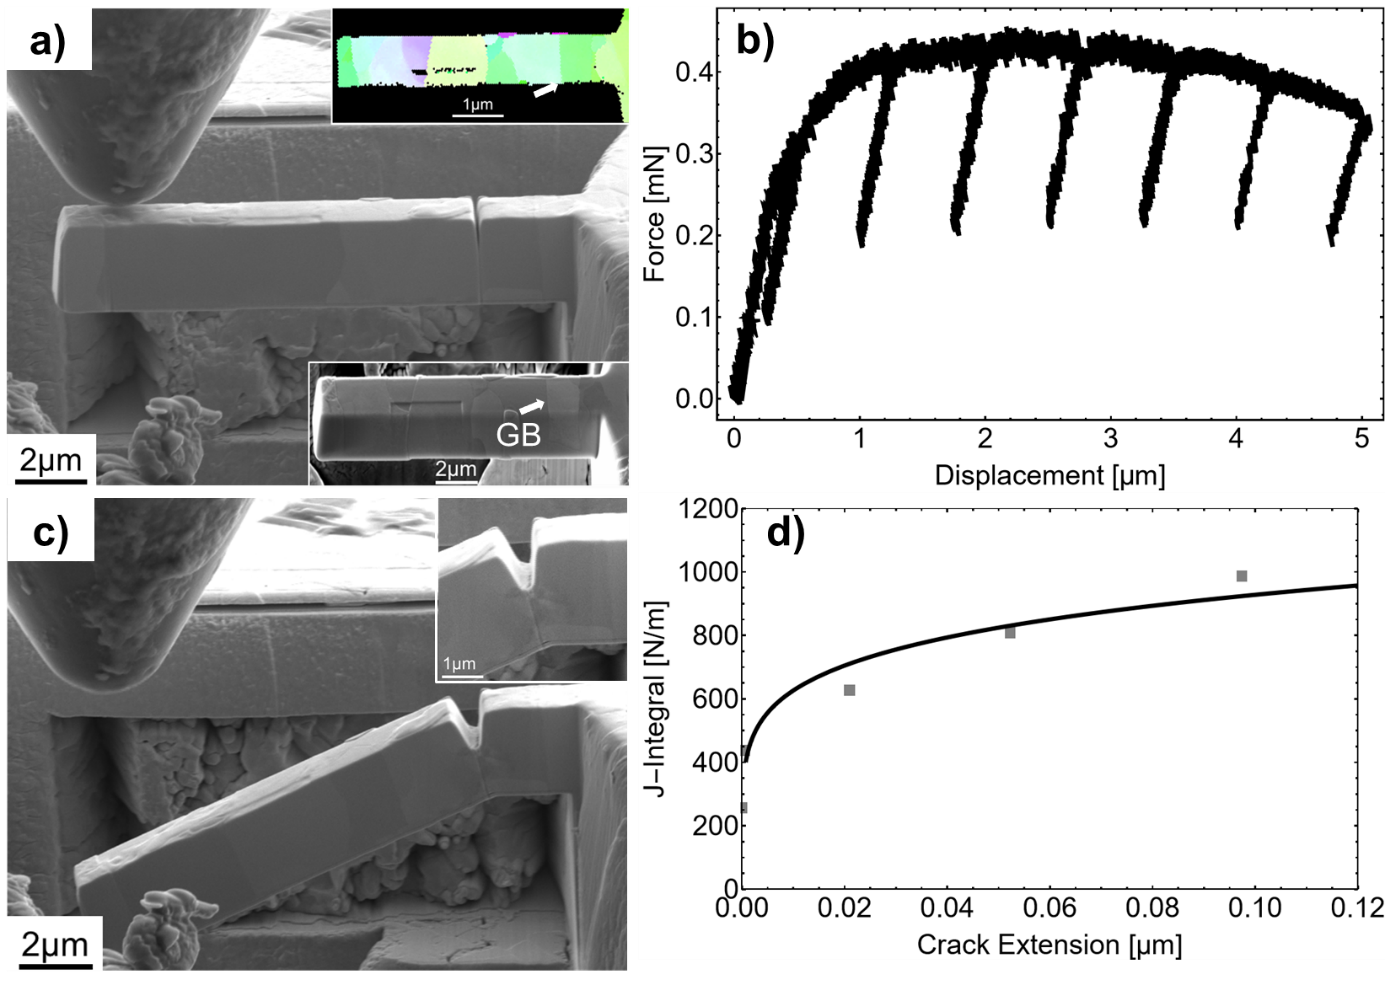 a)
1µm
GB
2µm
2µm
b)
Force [mN]
0.4
0.3
0.2
0.1
0.0
0 1 2 3 4 5
Displacement [µm]
c)
1µm
2µm
d)
J–Integral [N/m]
1200
1000
800
600
400
200
0
0.00 0.02 0.04 0.06 0.08 0.10 0.12
Crack Extension [µm]